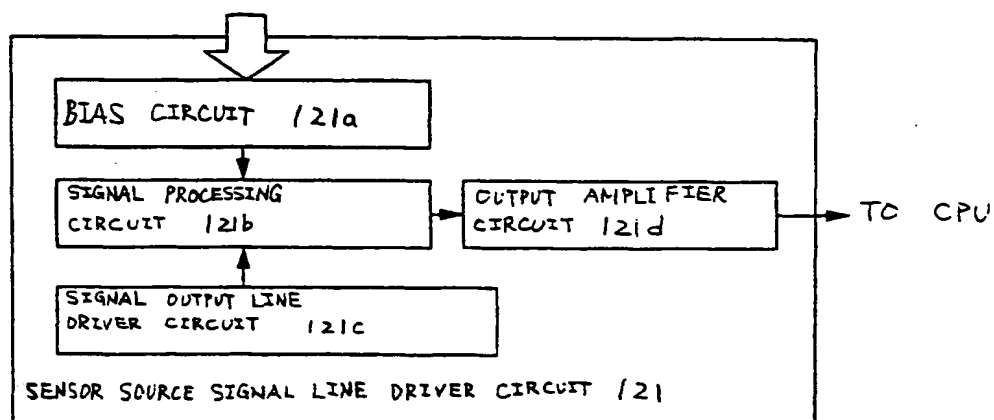 BIAS CIRCUIT 121a
SIGNAL PROCESSING
CIRCUIT 121b
OUTPUT AMPLIFIER
CIRCUIT 121d
TO CPU
SIGNAL OUTPUT LINE
DRIVER CIRCUIT 121c
SENSOR SOURCE SIGNAL LINE DRIVER CIRCUIT 121